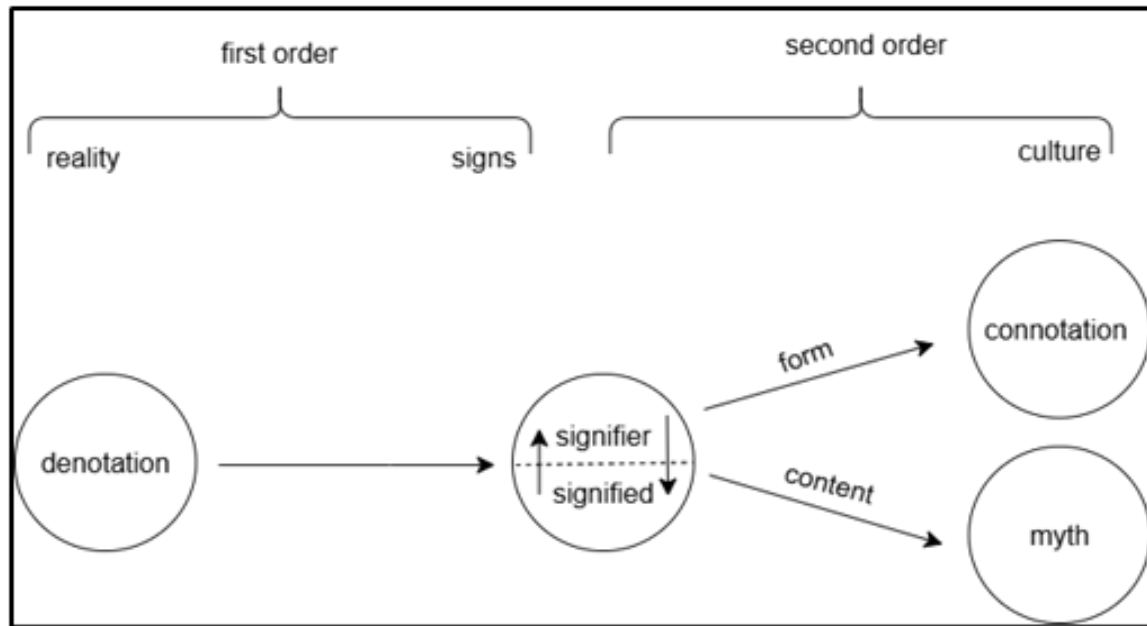 first order
second order
reality
signs
culture
connotation
form
signifier
denotation
signified
content
myth